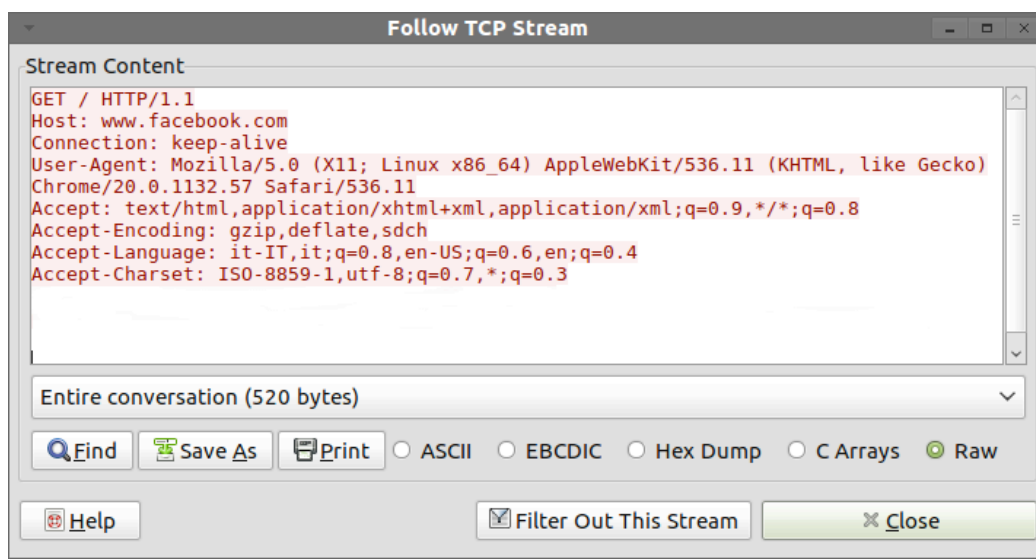 Follow TCP Stream
Stream Content
GET / HTTP/1.1
Host: www.facebook.com
Connection: keep-alive
User-Agent: Mozilla/5.0 (X11; Linux x86_64) AppleWebKit/536.11 (KHTML, like Gecko)
Chrome/20.0.1132.57 Safari/536.11
Accept: text/html,application/xhtml+xml,application/xml;q=0.9,*/*;q=0.8
Accept-Encoding: gzip,deflate,sdch
Accept-Language: it-IT,it;q=0.8,en-US;q=0.6,en;q=0.4
Accept-Charset: ISO-8859-1,utf-8;q=0.7,*;q=0.3
Entire conversation (520 bytes)
Find Save As Print ASCII EBCDIC Hex Dump C Arrays Raw
Help Filter Out This Stream Close